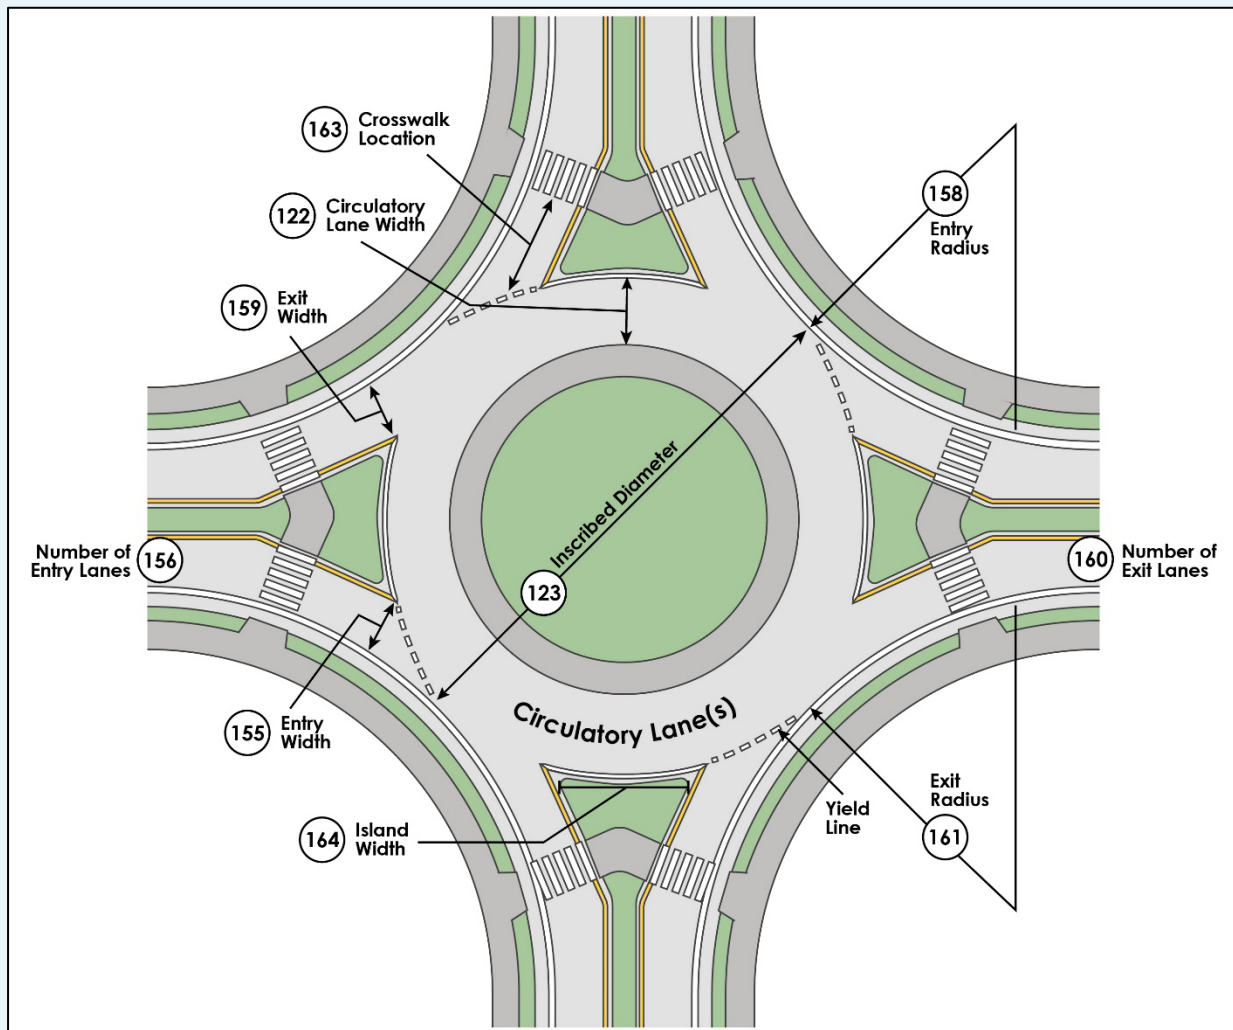 163
Crosswalk
Location
122
Circulatory
Lane Width
158
Entry
Radius
159
Exit
Width
Inscribed Diameter
123
Number of
Entry Lanes
156
160
Number of
Exit Lanes
155
Entry
Width
Circulatory Lane(s)
164
Island
Width
Yield
Line
Exit
Radius
161